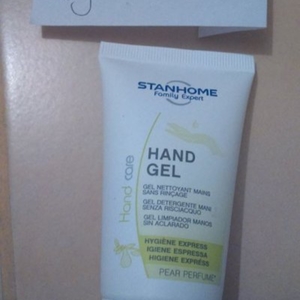 STANHOME
Family Expert
Hand care
HAND
GEL
GEL NETTOYANT MAINS
SANS RINÇAGE
GEL DETERGENTE MANI
SENZA RISCIACQUO
GEL LIMPIADOR MANOS
SIN ACLARADO
HYGIÈNE EXPRESS
IGIENE ESPRESSA
HIGIENE EXPRÉSS
PEAR PERFUME